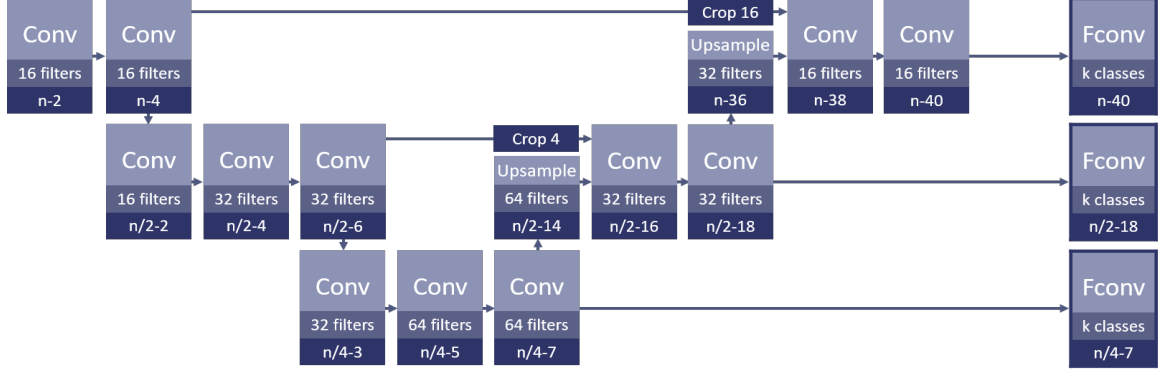 Conv
16 filters
n-2
Conv
16 filters
n-4
Crop 16
Upsample
32 filters
n-36
Conv
16 filters
n-38
Conv
16 filters
n-40
Fconv
k classes
n-40
Conv
16 filters
n/2-2
Conv
32 filters
n/2-4
Conv
32 filters
n/2-6
Crop 4
Upsample
64 filters
n/2-14
Conv
32 filters
n/2-16
Conv
32 filters
n/2-18
Fconv
k classes
n/2-18
Conv
32 filters
n/4-3
Conv
64 filters
n/4-5
Conv
64 filters
n/4-7
Fconv
k classes
n/4-7